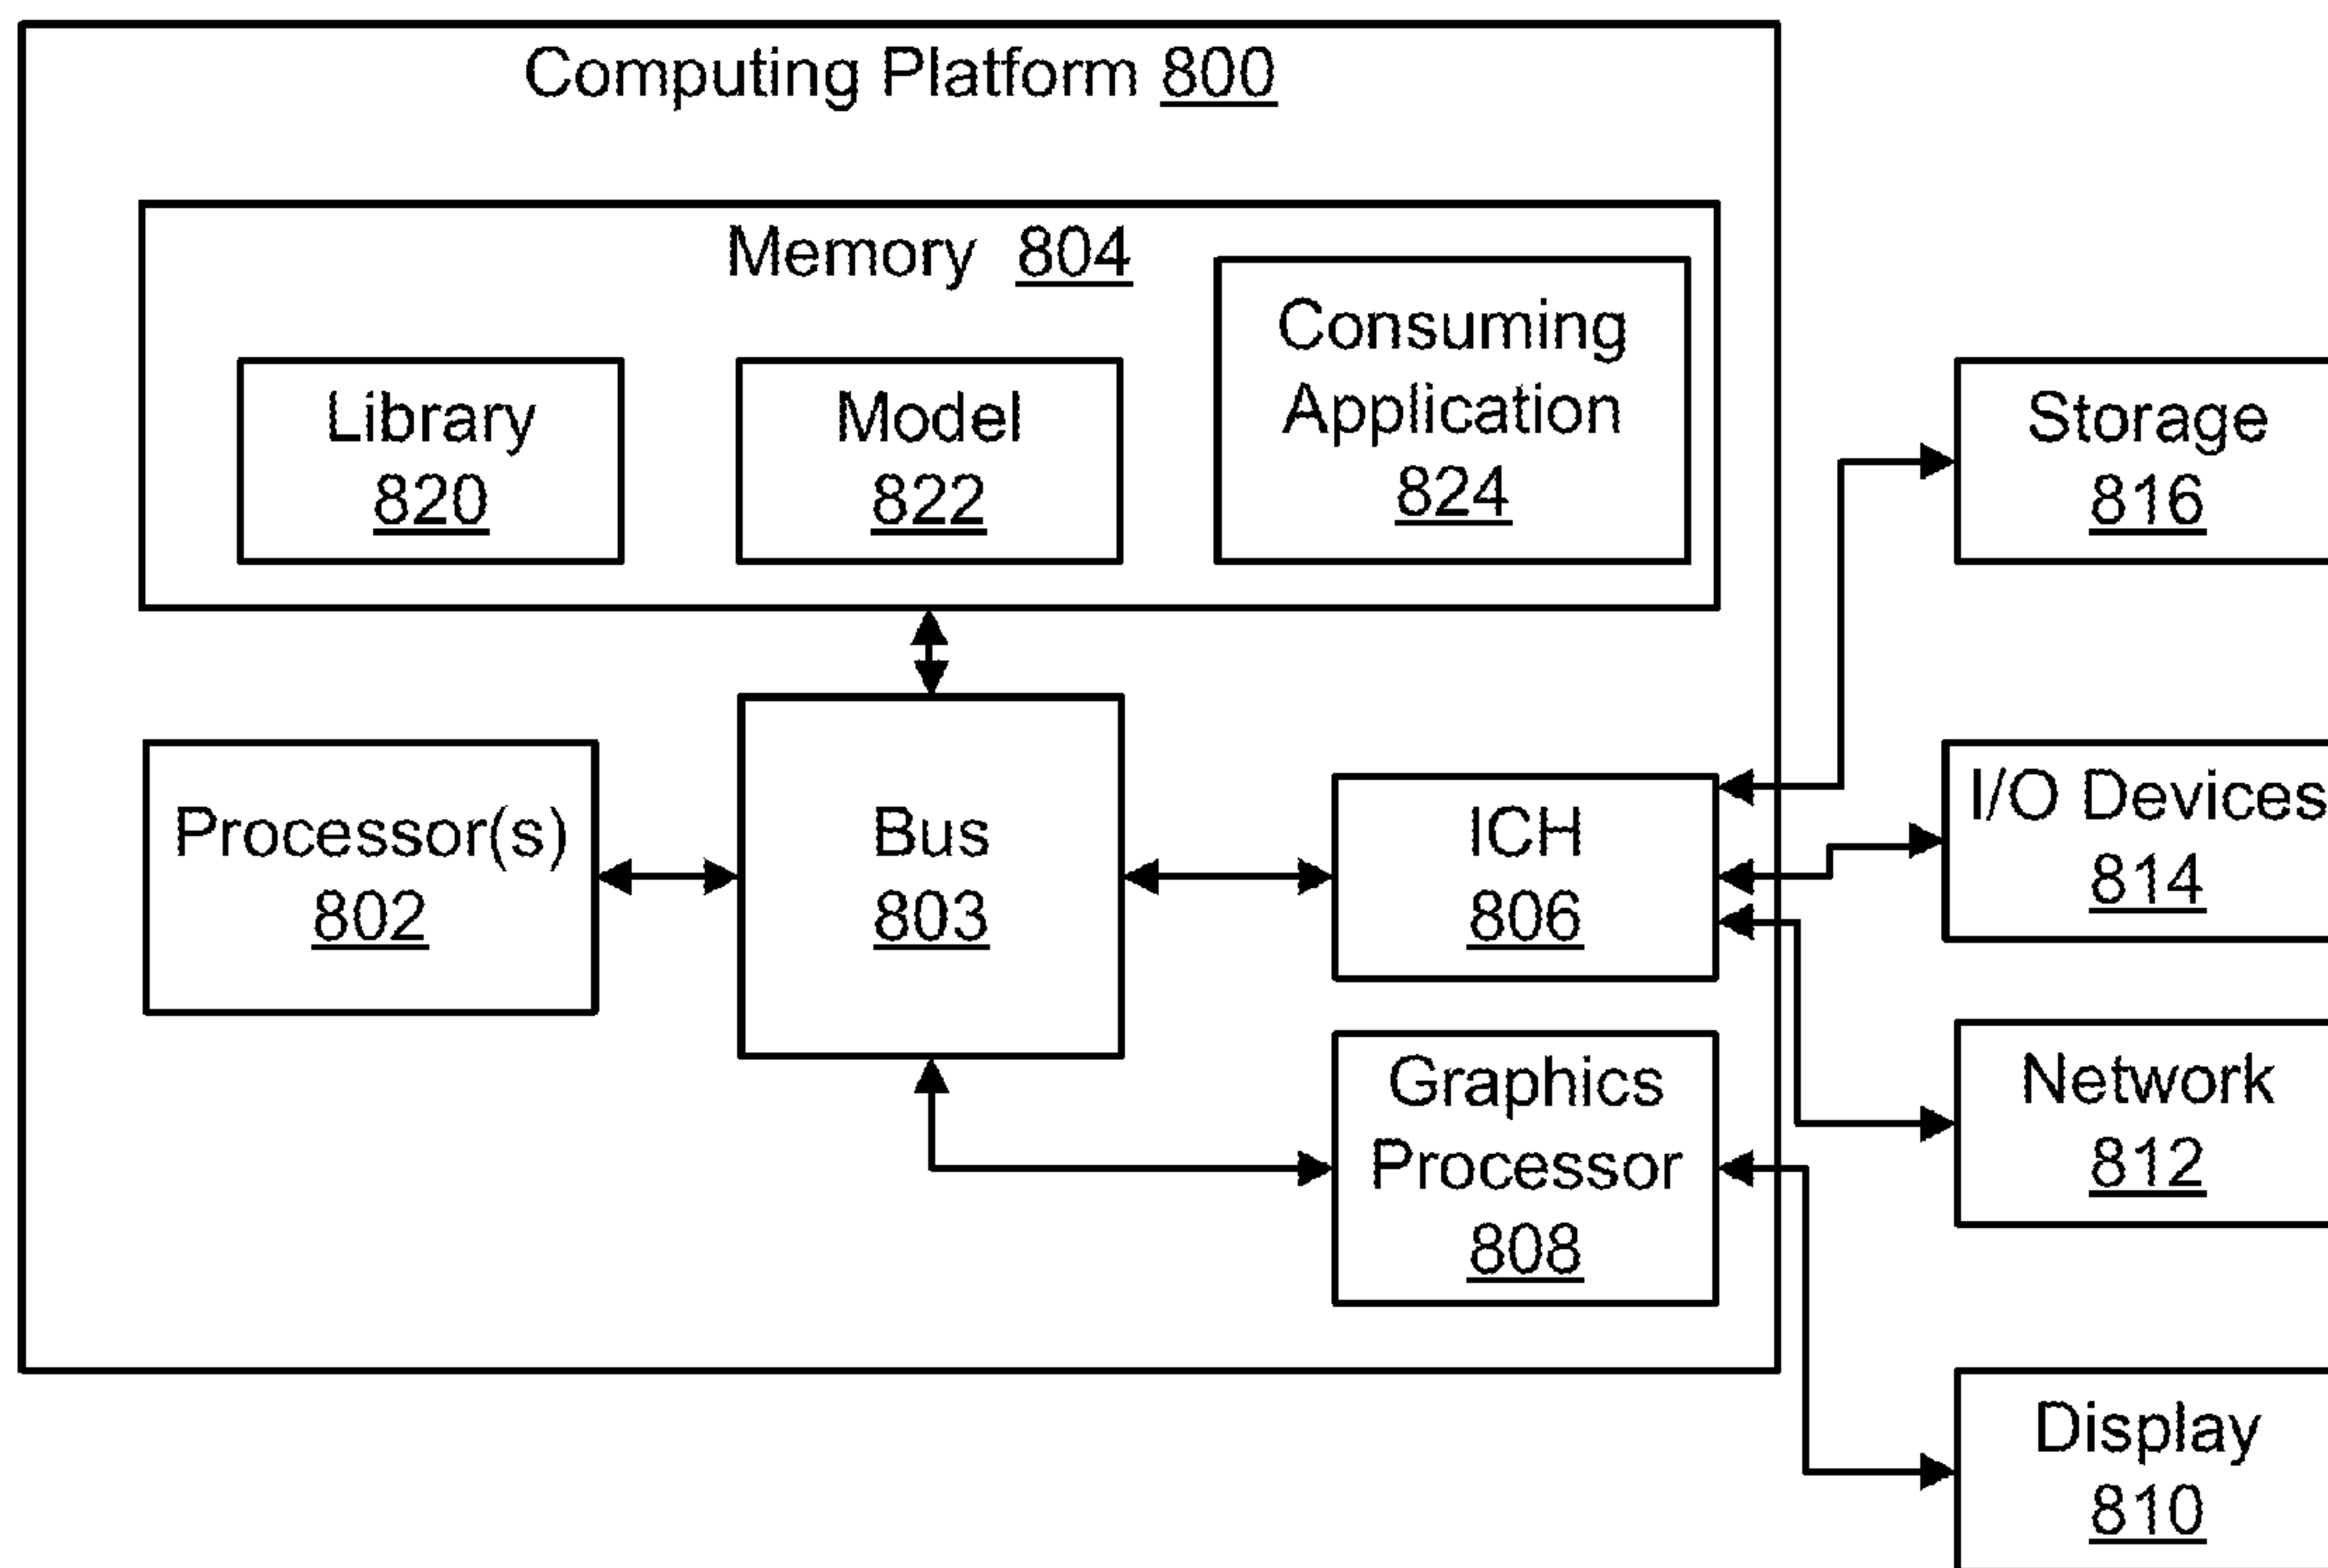 Computing Platform 800
Memory 804
Library
820
Model
822
Consuming
Application
824
Storage
816
Processor(s)
802
Bus
803
ICH
806
I/O Devices
814
Graphics
Processor
808
Network
812
Display
810